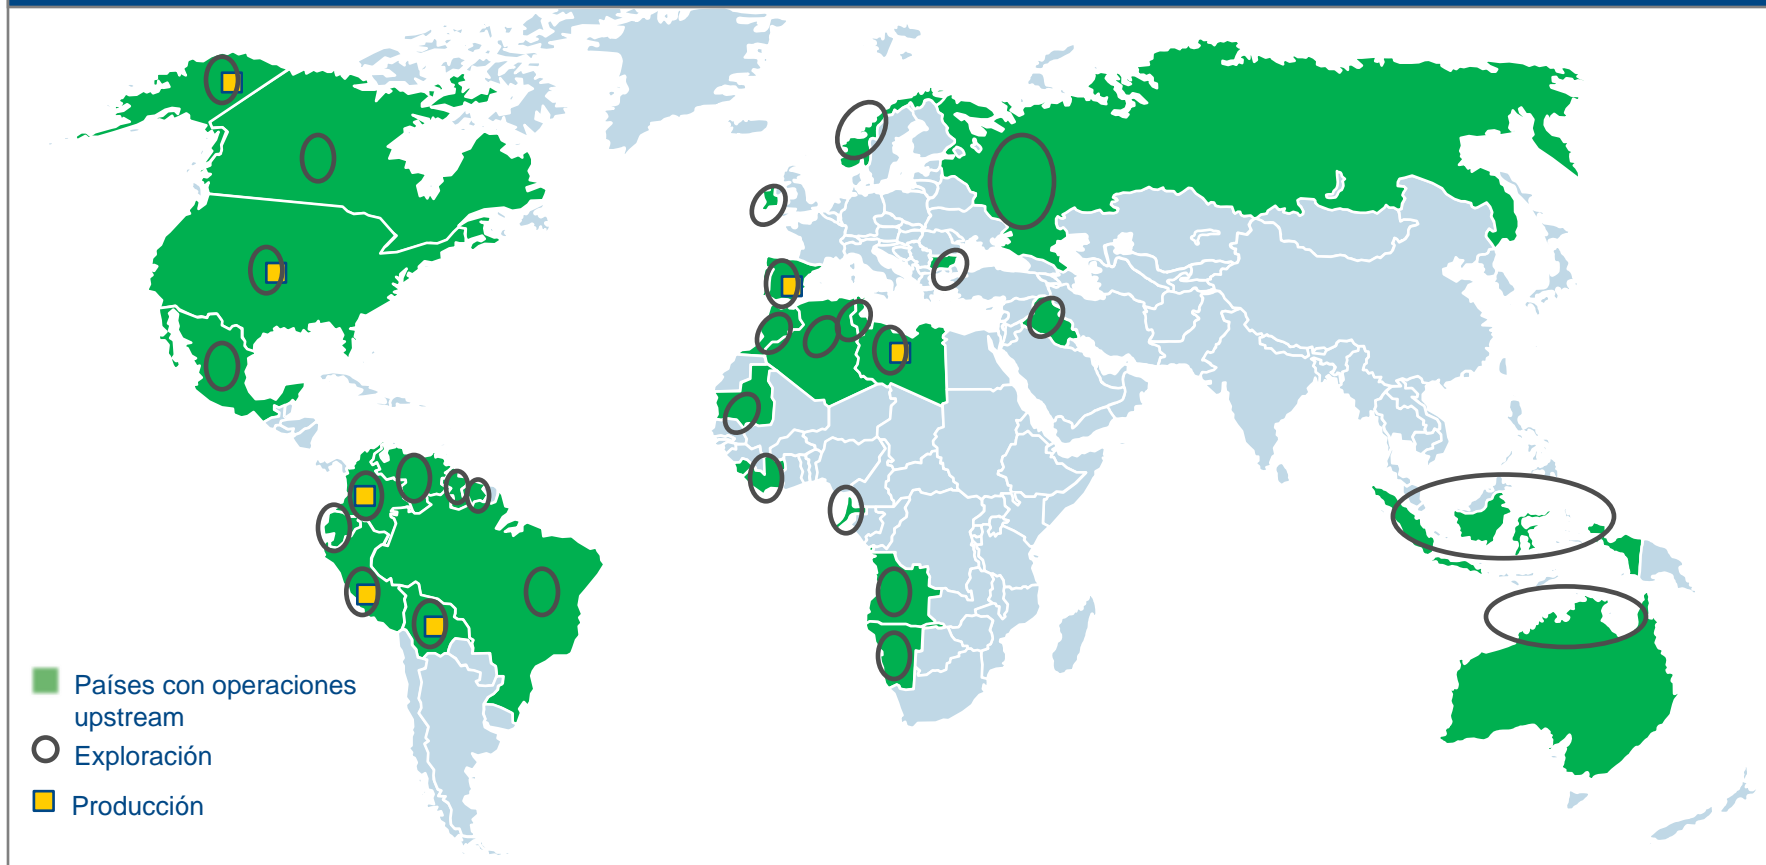 Países con operaciones
upstream
Exploración
Producción